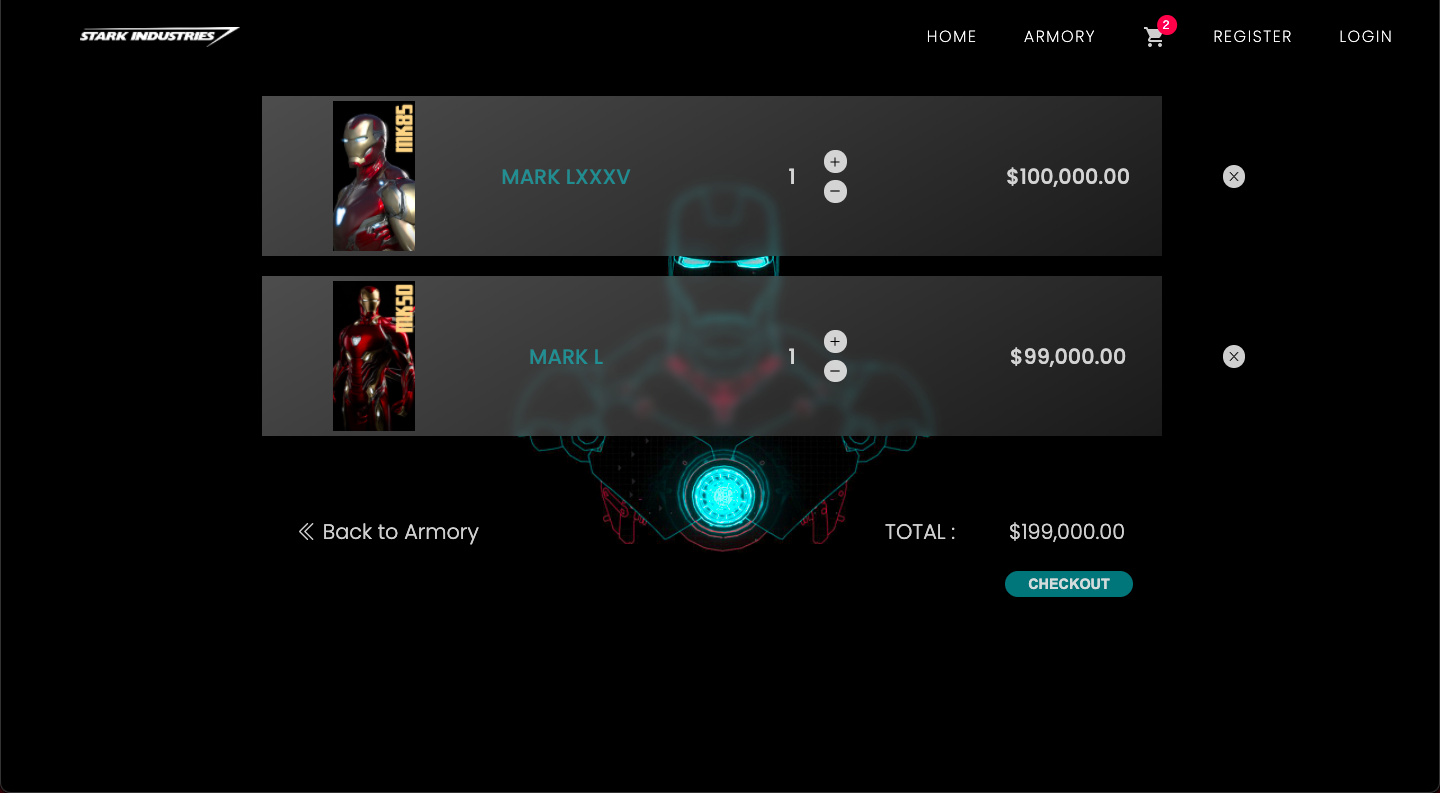 STARK INDUSTRIES
HOME ARMORY 2 REGISTER LOGIN
MK85
MARK LXXXV 1 + − $100,000.00 ×
MK50
MARK L 1 + − $99,000.00 ×
Back to Armory TOTAL : $199,000.00
CHECKOUT